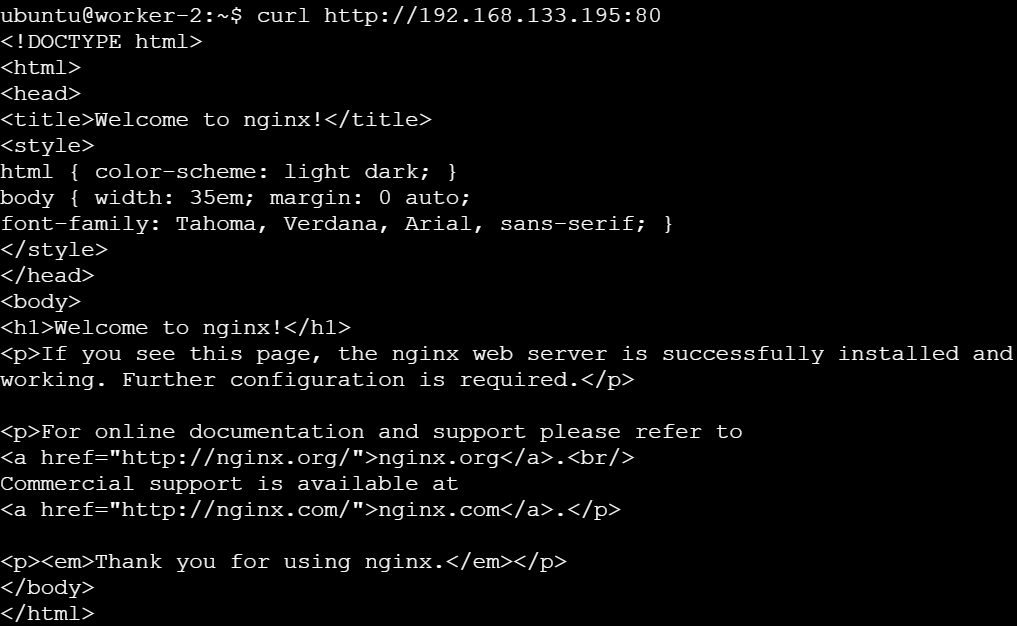 ubuntu@worker-2:~$ curl http://192.168.133.195:80
<!DOCTYPE html>
<html>
<head>
<title>Welcome to nginx!</title>
<style>
html { color-scheme: light dark; }
body { width: 35em; margin: 0 auto;
font-family: Tahoma, Verdana, Arial, sans-serif; }
</style>
</head>
<body>
<h1>Welcome to nginx!</h1>
<p>If you see this page, the nginx web server is successfully installed and
working. Further configuration is required.</p>

<p>For online documentation and support please refer to
<a href="http://nginx.org/">nginx.org</a>.<br/>
Commercial support is available at
<a href="http://nginx.com/">nginx.com</a>.</p>

<p><em>Thank you for using nginx.</em></p>
</body>
</html>